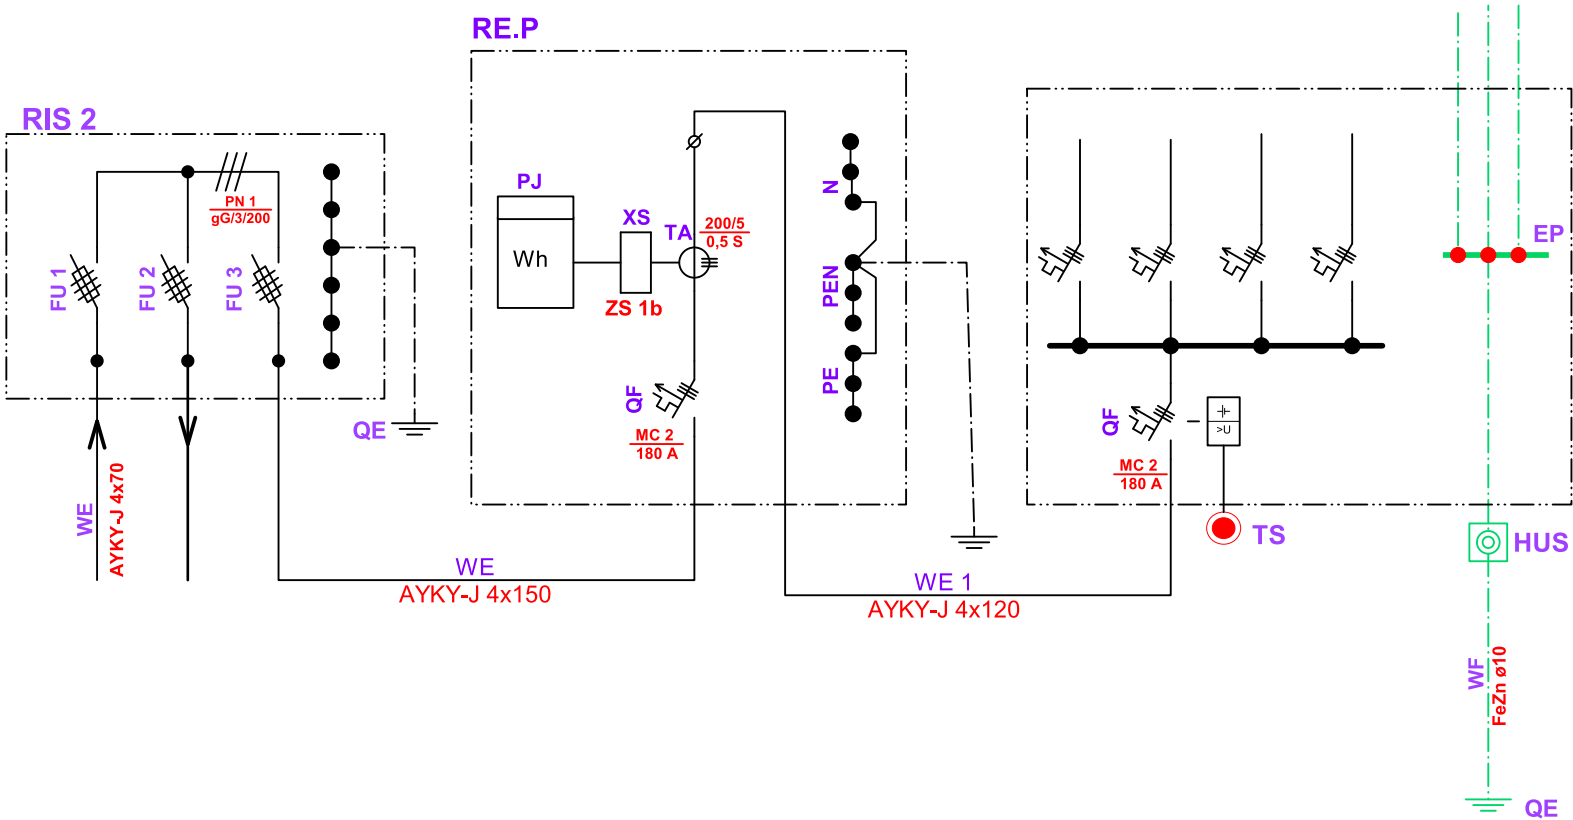 RE.P
RIS 2
PN 1
gG/3/200
FU 1
FU 2
FU 3
QE
WE
AYKY-J 4x70
PJ
Wh
XS
ZS 1b
TA
200/5
0,5 S
QF
MC 2
180 A
N
PEN
PE
WE
AYKY-J 4x150
WE 1
AYKY-J 4x120
QF
MC 2
180 A
U<
TS
EP
HUS
WF
FeZn ø10
QE